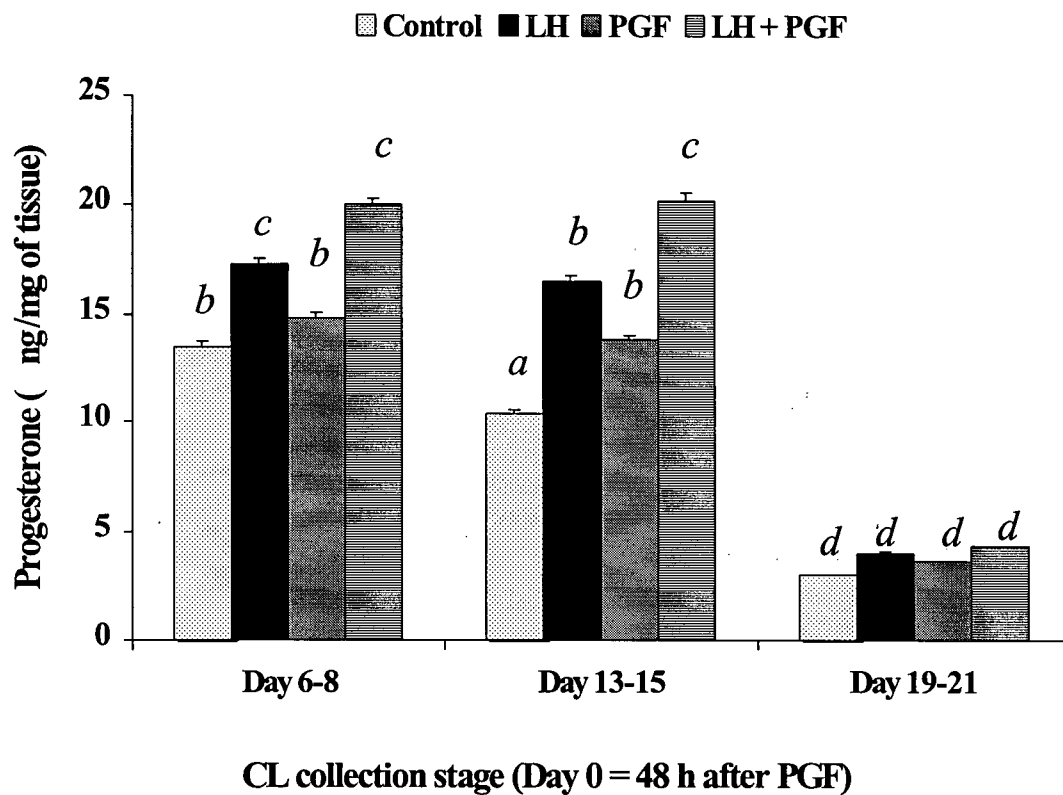 Control LH PGF LH + PGF
Progesterone ( ng/mg of tissue)
25
20
15
10
5
0
b
c
b
c
a
b
b
c
d
d
d
d
Day 6-8 Day 13-15 Day 19-21
CL collection stage (Day 0 = 48 h after PGF)